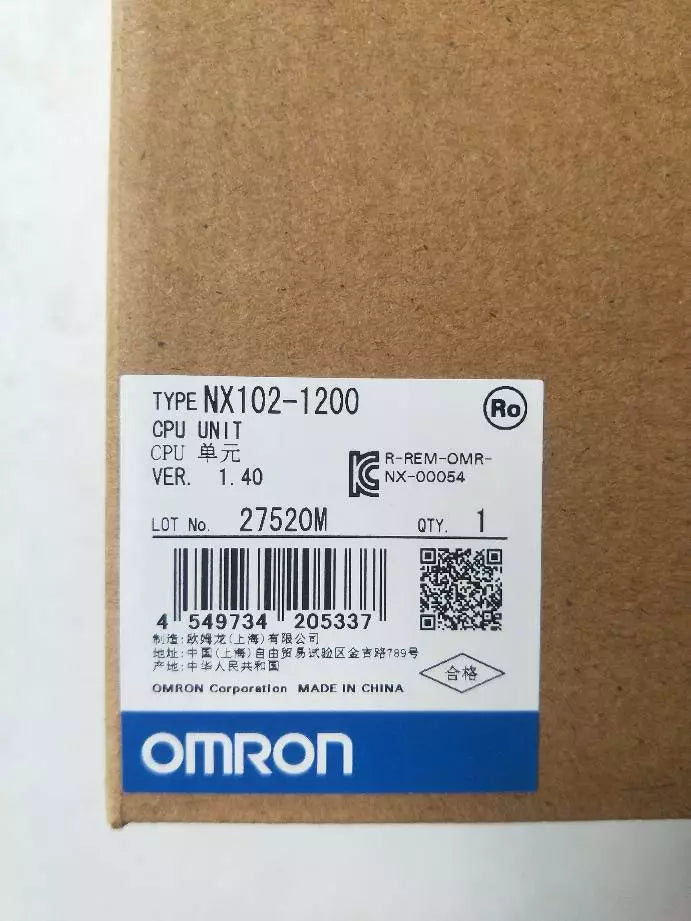 TYPE NX102-1200
Ro
CPU UNIT
CPU 单元
VER. 1.40
R-REM-OMR-
NX-00054
LOT No. 27520M
QTY. 1
4 549734 205337
制造:欧姆龙(上海)有限公司
地址:中国(上海)自由贸易试验区金吉路789号
产地:中华人民共和国
合格
OMRON Corporation MADE IN CHINA
OMRON